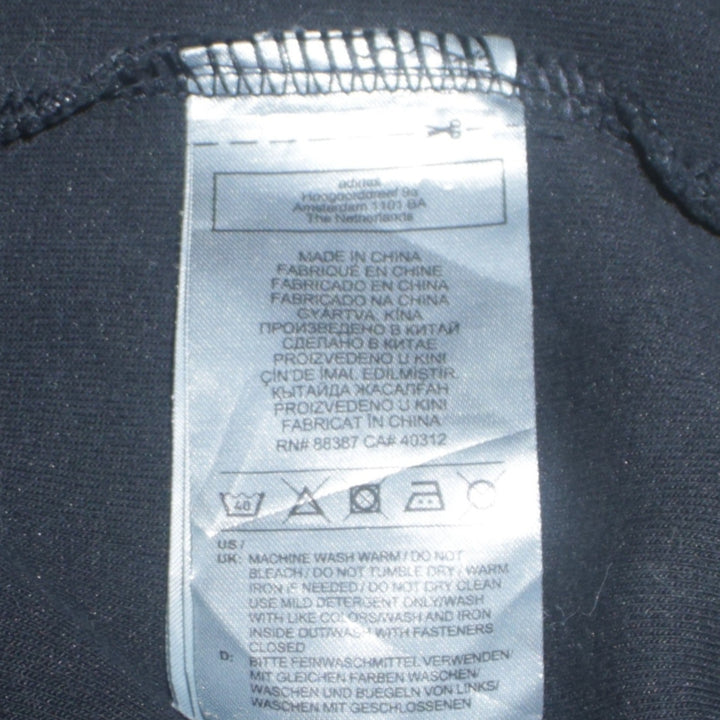 adidas
Hoogoorddreef 9a
Amsterdam 1101 BA
The Netherlands
MADE IN CHINA
FABRIQUÉ EN CHINE
FABRICADO EN CHINA
FABRICADO NA CHINA
GYÁRTVA, KÍNA
ПРОИЗВЕДЕНО В КИТАЙ
СДЕЛАНО В КИТАЕ
PROIZVEDENO U KINI
ÇIN'DE İMAL EDİLMİŞTİR.
ҚЫТАЙДА ЖАСАЛҒАН
PROIZVEDENO U KINI
FABRICAT ÎN CHINA
RN# 88387 CA# 40312
40
US /
UK: MACHINE WASH WARM / DO NOT
BLEACH / DO NOT TUMBLE DRY / WARM
IRON IF NEEDED / DO NOT DRY CLEAN
USE MILD DETERGENT ONLY/WASH
WITH LIKE COLORS/WASH AND IRON
INSIDE OUT/WASH WITH FASTENERS
CLOSED
D: BITTE FEINWASCHMITTEL VERWENDEN/
MIT GLEICHEN FARBEN WASCHEN/
WASCHEN UND BUEGELN VON LINKS/
WASCHEN MIT GESCHLOSSENEN